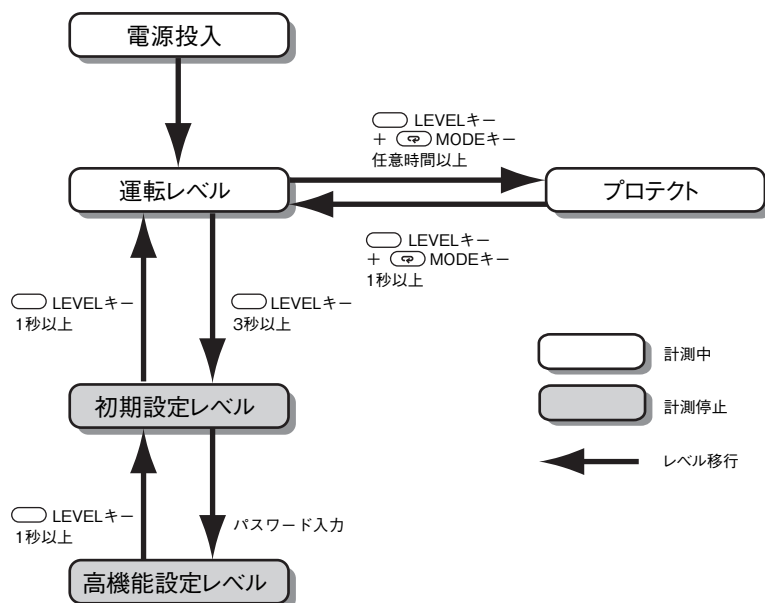 電源投入
LEVELキー
+ MODEキー
任意時間以上
運転レベル
プロテクト
LEVELキー
+ MODEキー
1秒以上
LEVELキー
1秒以上
LEVELキー
3秒以上
計測中
初期設定レベル
計測停止
レベル移行
LEVELキー
1秒以上
パスワード入力
高機能設定レベル